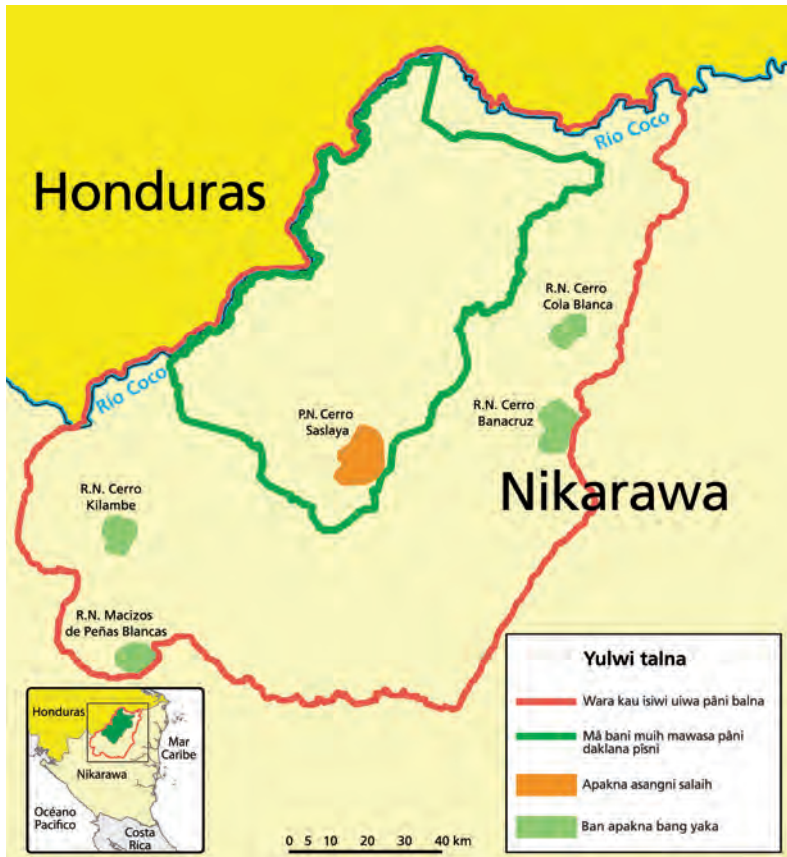 Honduras
Río Coco
Río Coco
R.N. Cerro
Cola Blanca
P.N. Cerro
Saslaya
R.N. Cerro
Banacruz
Nikarawa
R.N. Cerro
Kilambe
R.N. Macizos
de Peñas Blancas
Yulwi talna
Wara kau isiwi uiwa pâni balna
Mâ bani muih mawasa pâni
daklana pîsni
Apakna asangni salaih
Ban apakna bang yaka
Honduras
Mar
Caribe
Nikarawa
Océano
Pacifico
Costa
Rica
0 5 10 20 30 40 km